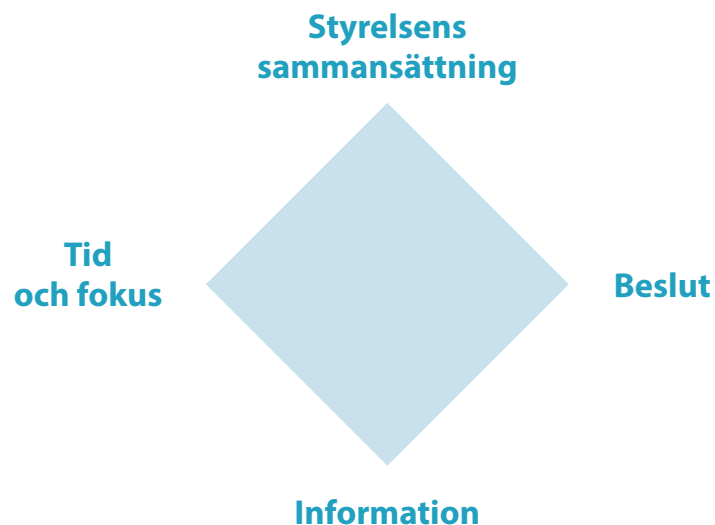 Styrelsens
sammansättning
Tid
och fokus
Beslut
Information